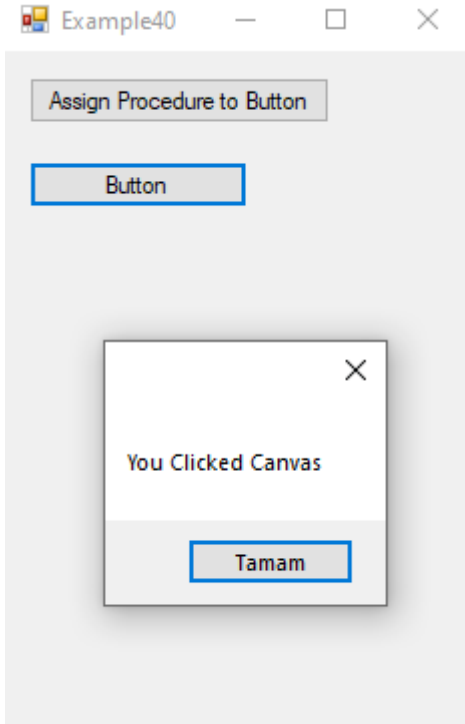 Example40
Assign Procedure to Button
Button
You Clicked Canvas
Tamam